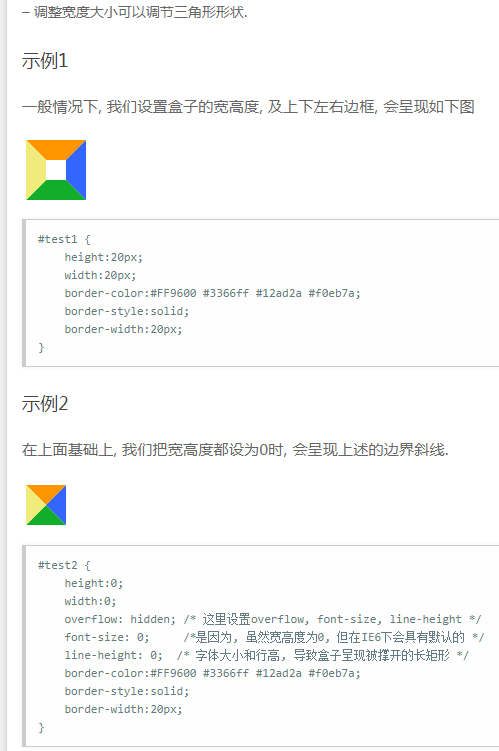 – 调整宽度大小可以调节三角形形状.
示例1
一般情况下, 我们设置盒子的宽高度, 及上下左右边框, 会呈现如下图
#test1 {
    height:20px;
    width:20px;
    border-color:#FF9600 #3366ff #12ad2a #f0eb7a;
    border-style:solid;
    border-width:20px;
}
示例2
在上面基础上, 我们把宽高度都设为0时, 会呈现上述的边界斜线.
#test2 {
    height:0;
    width:0;
    overflow: hidden; /* 这里设置overflow, font-size, line-height */
    font-size: 0;     /*是因为, 虽然宽高度为0, 但在IE6下会具有默认的 */
    line-height: 0;  /* 字体大小和行高, 导致盒子呈现被撑开的长矩形 */
    border-color:#FF9600 #3366ff #12ad2a #f0eb7a;
    border-style:solid;
    border-width:20px;
}